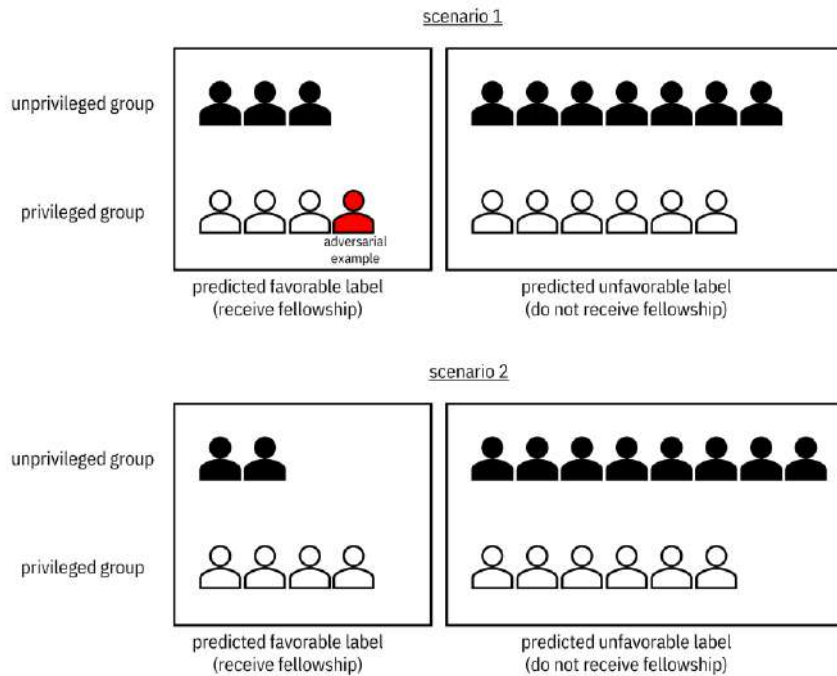 scenario 1
unprivileged group
privileged group
adversarial
example
predicted favorable label
(receive fellowship)
predicted unfavorable label
(do not receive fellowship)
scenario 2
unprivileged group
privileged group
predicted favorable label
(receive fellowship)
predicted unfavorable label
(do not receive fellowship)